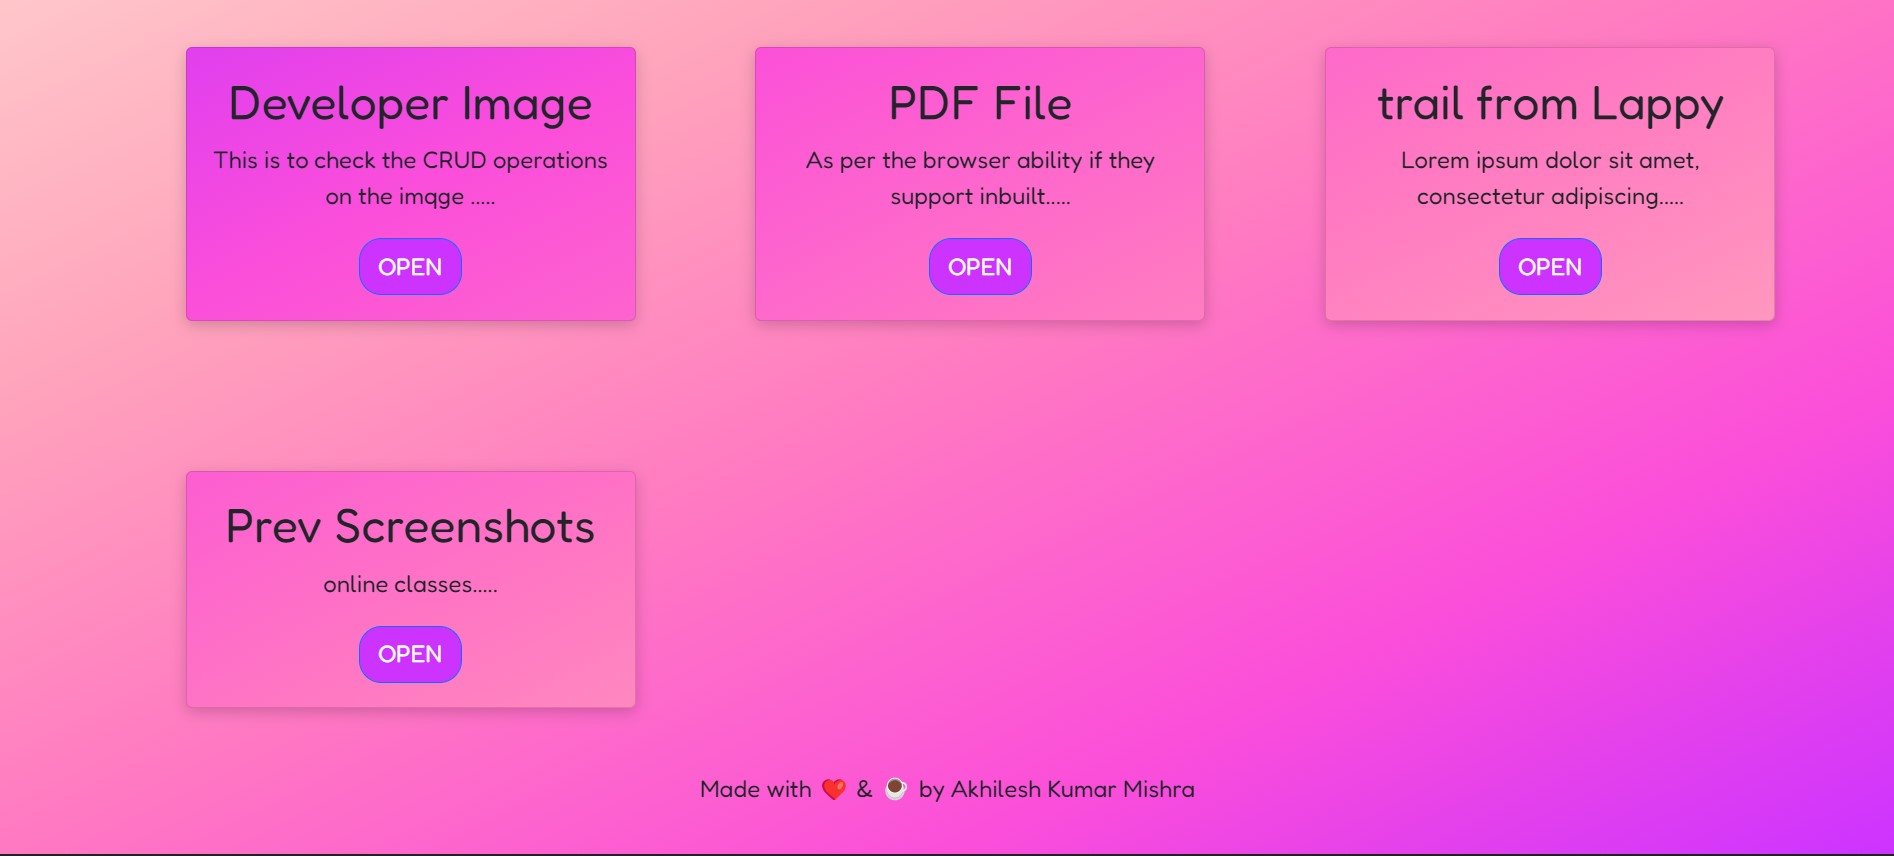 Developer Image
This is to check the CRUD operations
on the imqge .....
OPEN
PDF File
As per the browser ability if they
support inbuilt.....
OPEN
trail from Lappy
Lorem ipsum dolor sit amet,
consectetur adipiscing.....
OPEN
Prev Screenshots
online classes.....
OPEN
Made with ❤️ & ☕ by Akhilesh Kumar Mishra